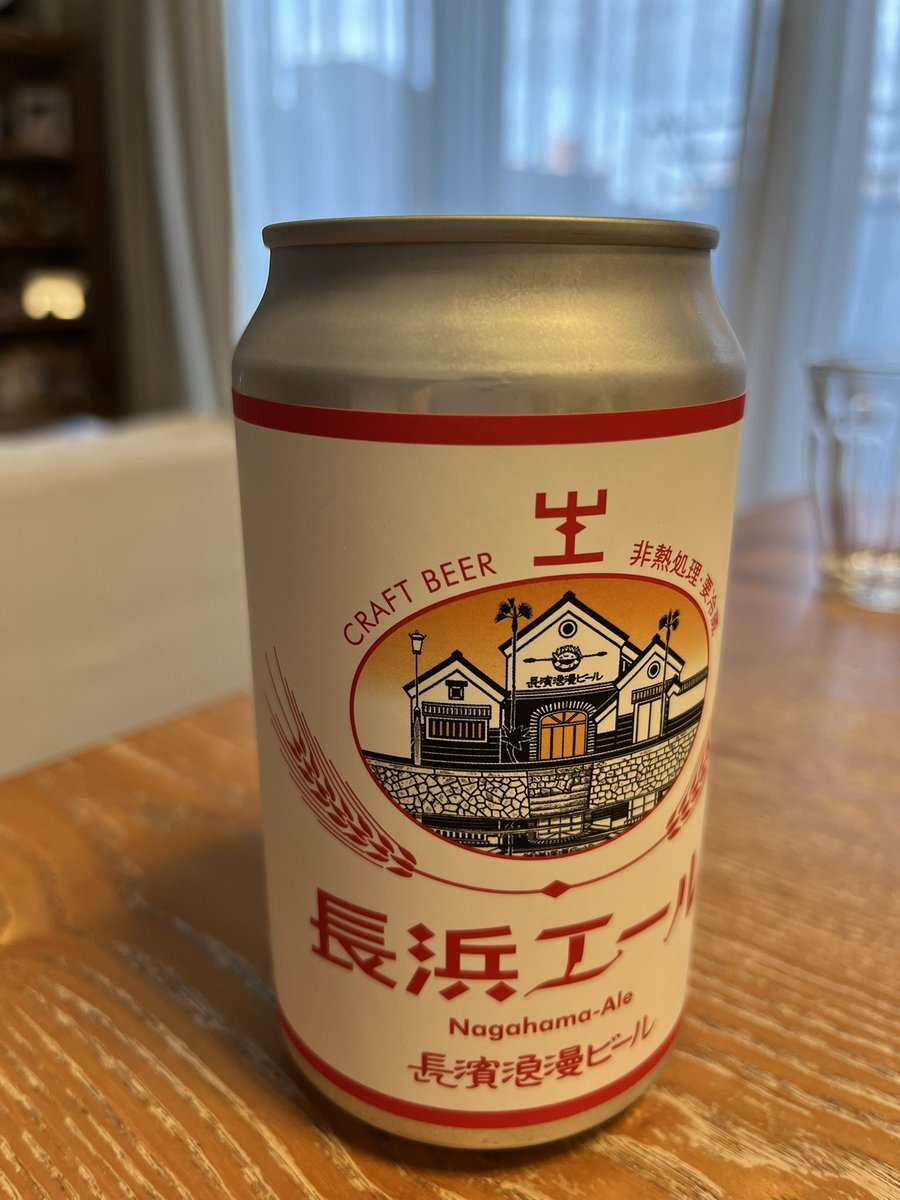 生
CRAFT BEER
非熱処理・要冷蔵
長濱浪漫ビール
長浜エール
Nagahama-Ale
長濱浪漫ビール